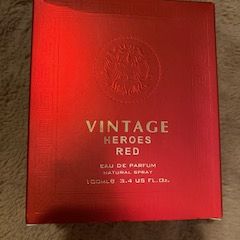 VINTAGE
HEROES
RED
EAU DE PARFUM
NATURAL SPRAY
100ml℮ 3.4 US FL.Oz.